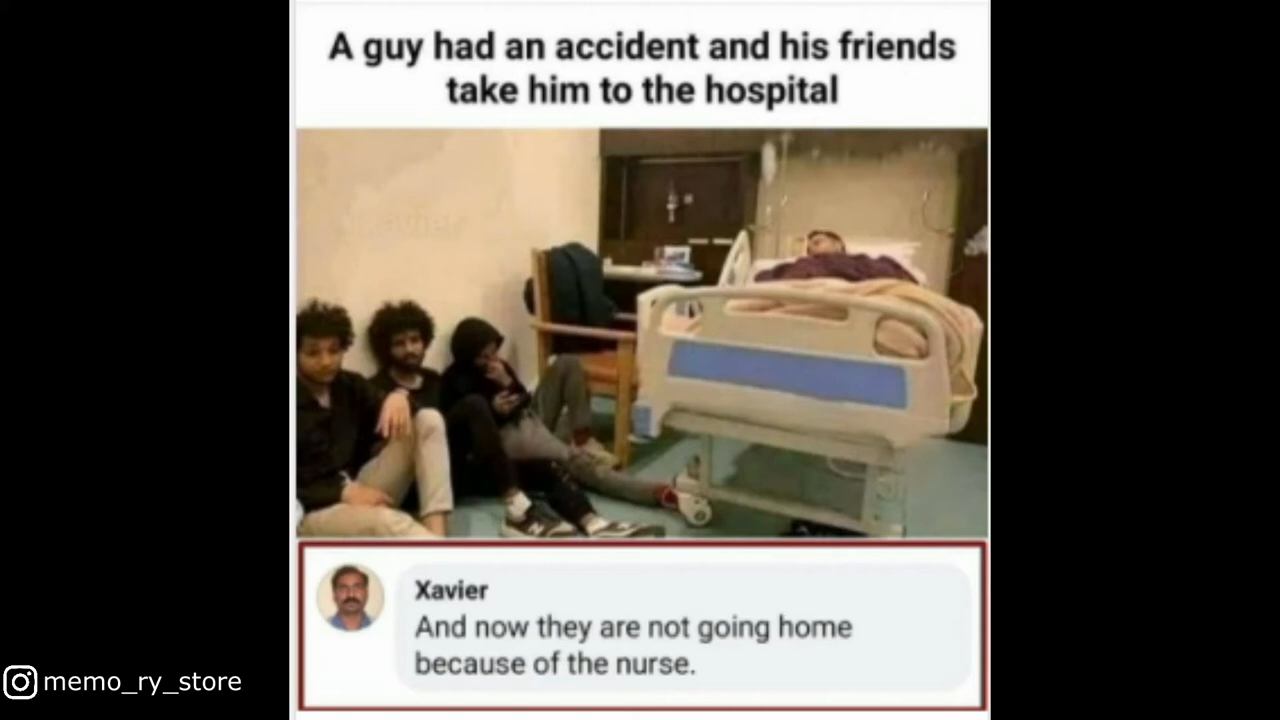 A guy had an accident and his friends
take him to the hospital
Xavier
And now they are not going home
because of the nurse.
memo_ry_store